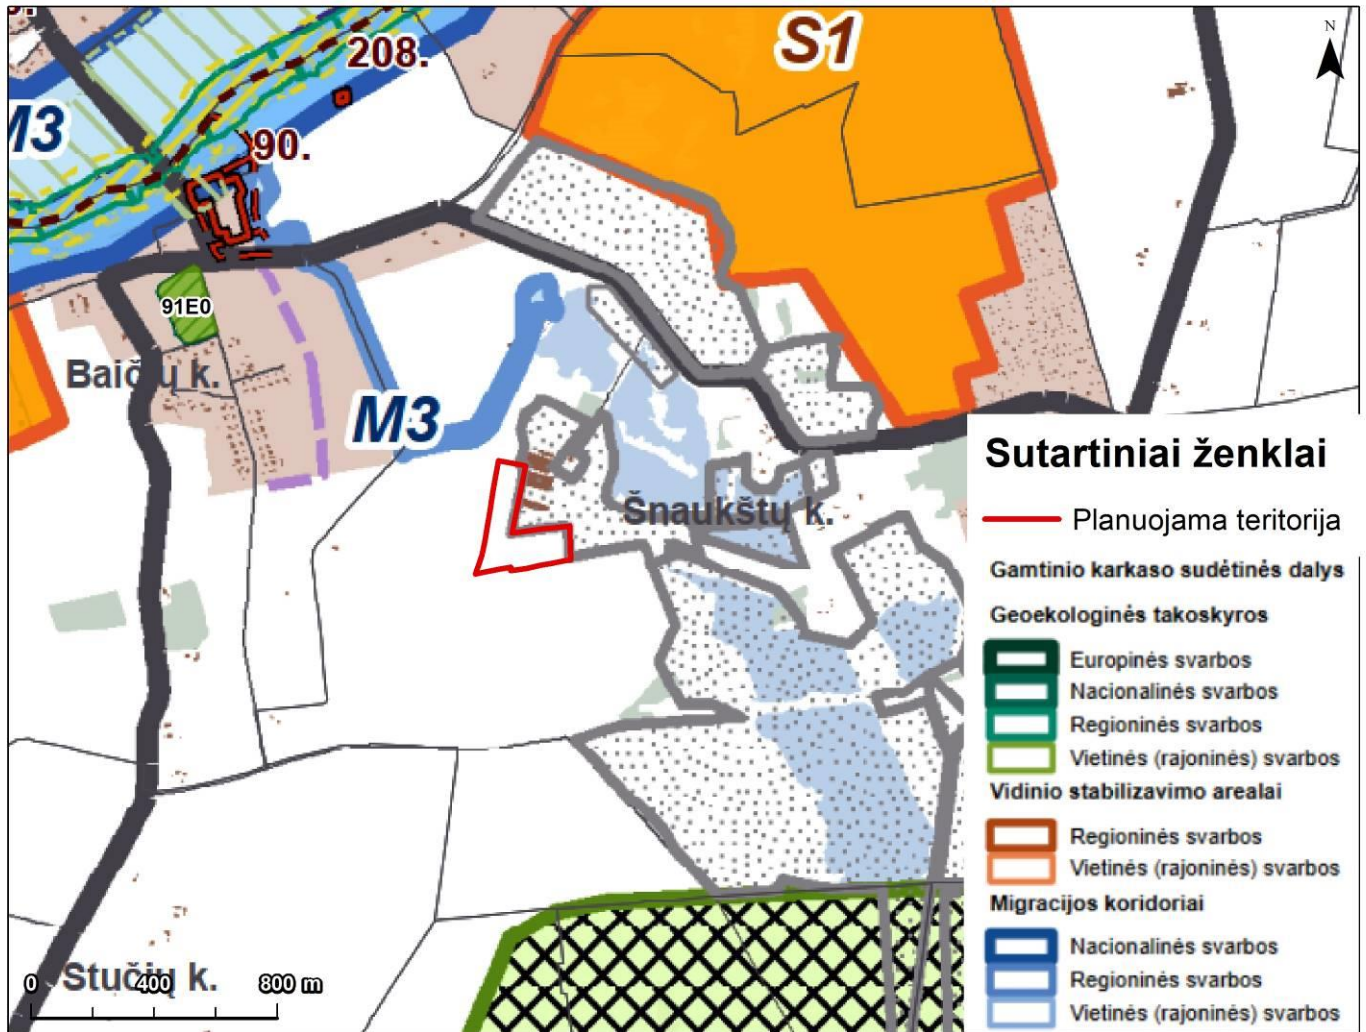 S1
N
208.
M3
90.
91E0
Baičių k.
M3
Šnaukštų k.
Stučių k.
0 400 800 m
Sutartiniai ženklai
Planuojama teritorija
Gamtinio karkaso sudėtinės dalys
Geoekologinės takoskyros
Europinės svarbos
Nacionalinės svarbos
Regioninės svarbos
Vietinės (rajoninės) svarbos
Vidinio stabilizavimo arealai
Regioninės svarbos
Vietinės (rajoninės) svarbos
Migracijos koridoriai
Nacionalinės svarbos
Regioninės svarbos
Vietinės (rajoninės) svarbos